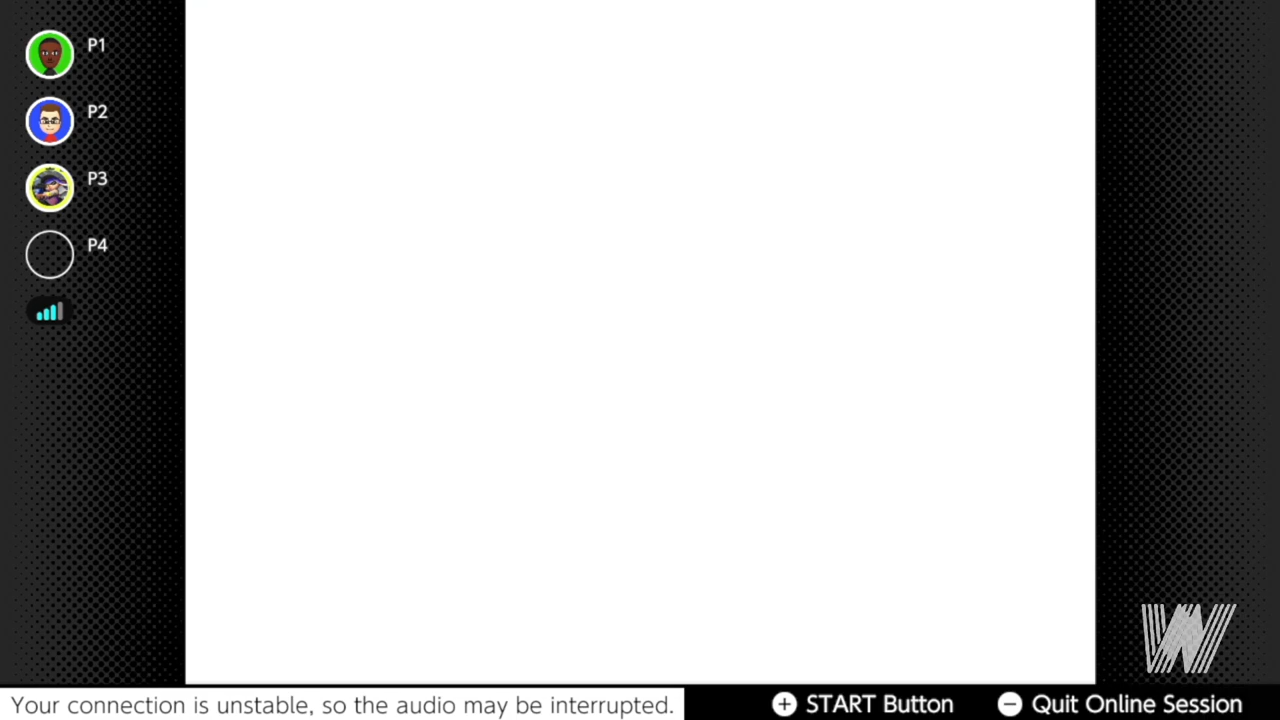 P1
P2
P3
P4
Your connection is unstable, so the audio may be interrupted.
+ START Button
− Quit Online Session
W